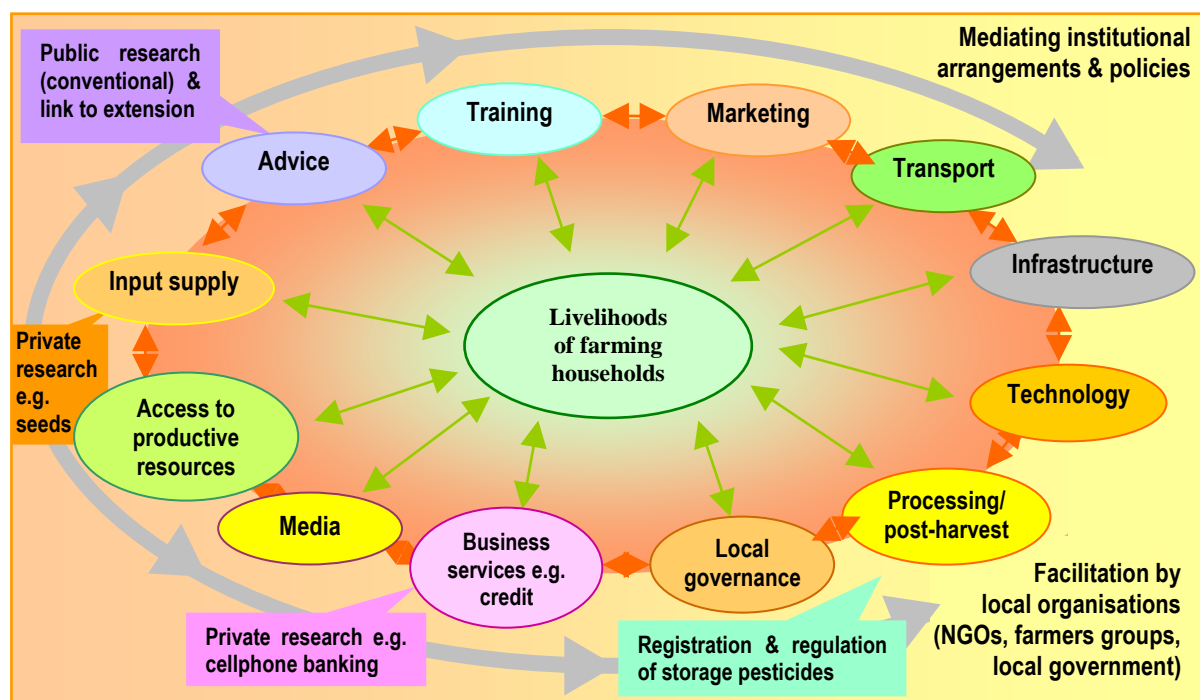 Public research
(conventional) &
link to extension
Mediating institutional
arrangements & policies
Training
Marketing
Advice
Transport
Input supply
Infrastructure
Livelihoods
of farming
households
Private
research
e.g.
seeds
Access to
productive
resources
Technology
Media
Business
services e.g.
credit
Local
governance
Processing/
post-harvest
Private research e.g.
cellphone banking
Registration & regulation
of storage pesticides
Facilitation by
local organisations
(NGOs, farmers groups,
local government)